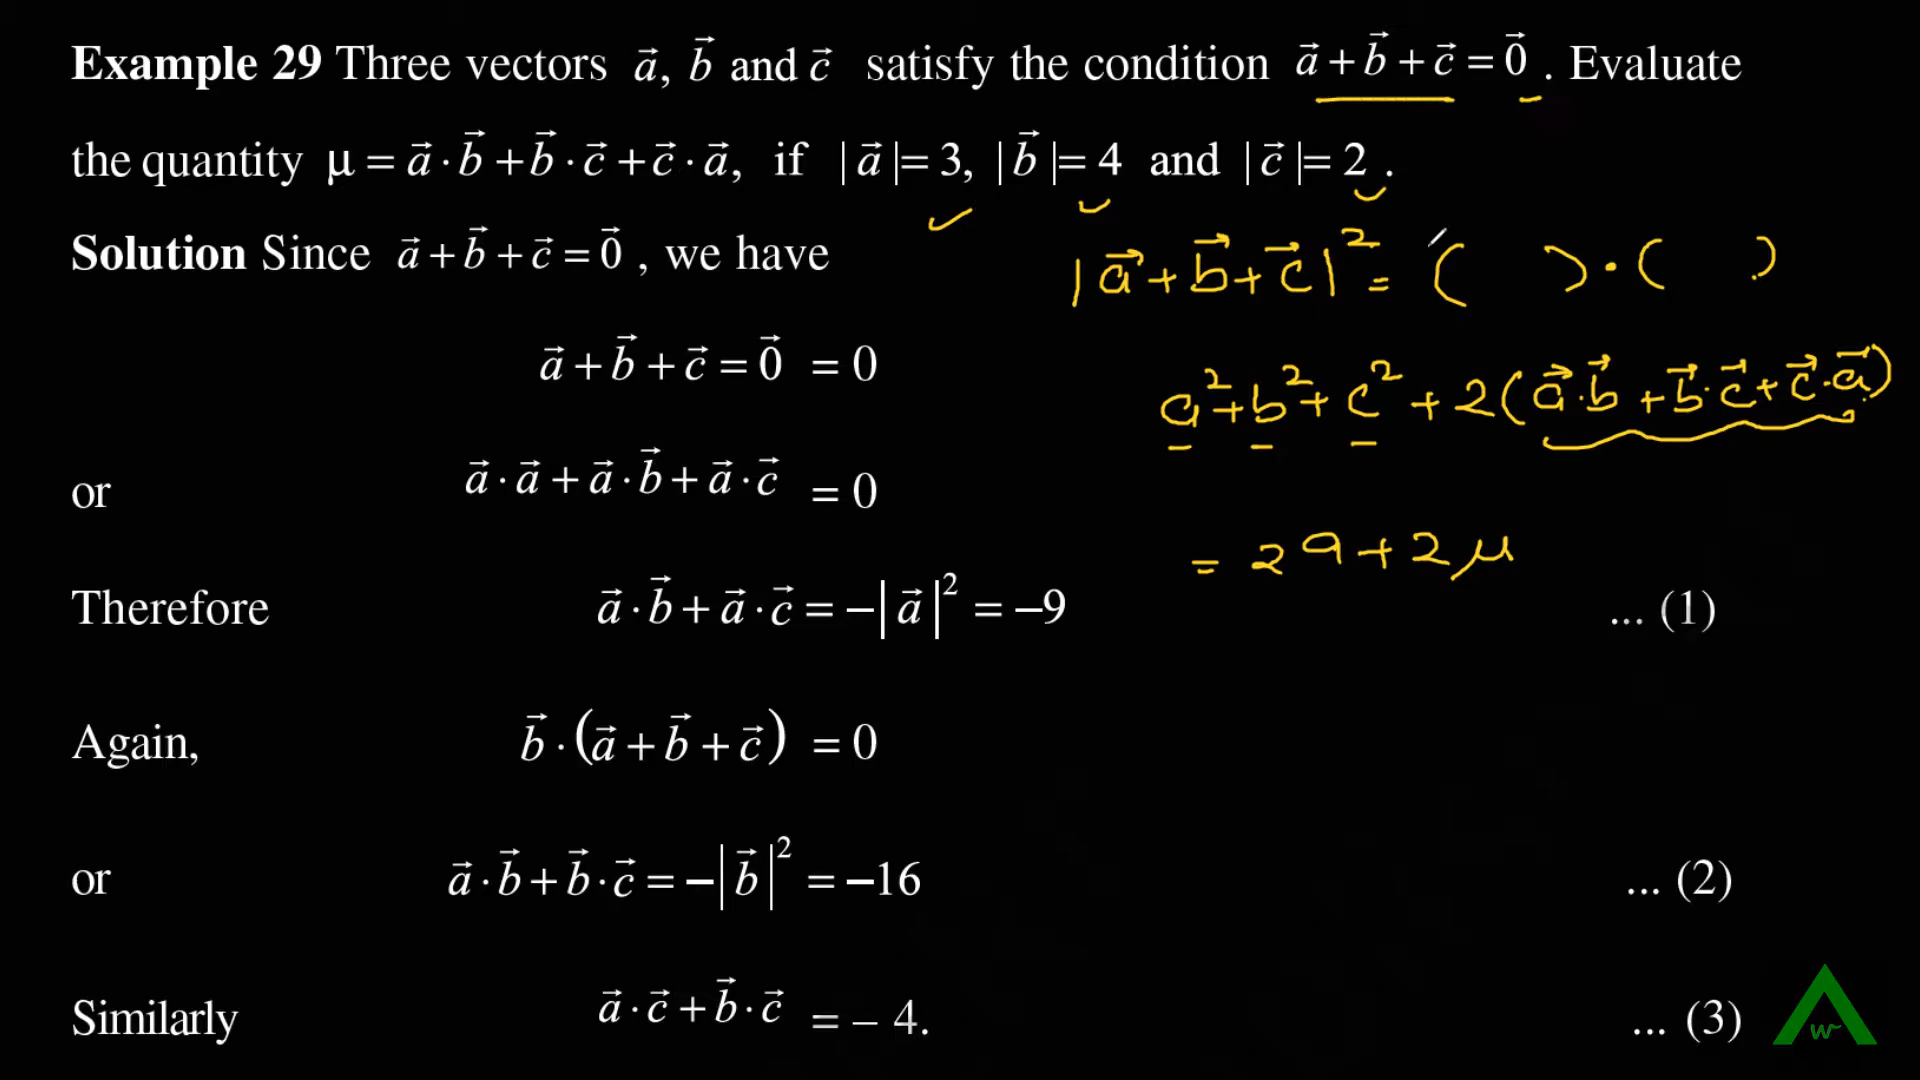 Example 29 Three vectors a⃗, b⃗ and c⃗ satisfy the condition a⃗ + b⃗ + c⃗ = 0⃗ . Evaluate
the quantity μ = a⃗ · b⃗ + b⃗ · c⃗ + c⃗ · a⃗, if | a⃗ |= 3, | b⃗ |= 4 and | c⃗ |= 2 .
Solution Since a⃗ + b⃗ + c⃗ = 0⃗ , we have
|a⃗ + b⃗ + c⃗|² = ( ) · ( )
a⃗ + b⃗ + c⃗ = 0⃗ = 0
a² + b² + c² + 2(a⃗·b⃗ + b⃗·c⃗ + c⃗·a⃗)
or a⃗ · a⃗ + a⃗ · b⃗ + a⃗ · c⃗ = 0
= 29 + 2μ
Therefore a⃗ · b⃗ + a⃗ · c⃗ = −|a⃗|² = −9 ... (1)
Again, b⃗ · (a⃗ + b⃗ + c⃗) = 0
or a⃗ · b⃗ + b⃗ · c⃗ = −|b⃗|² = −16 ... (2)
Similarly a⃗ · c⃗ + b⃗ · c⃗ = – 4. ... (3)
w